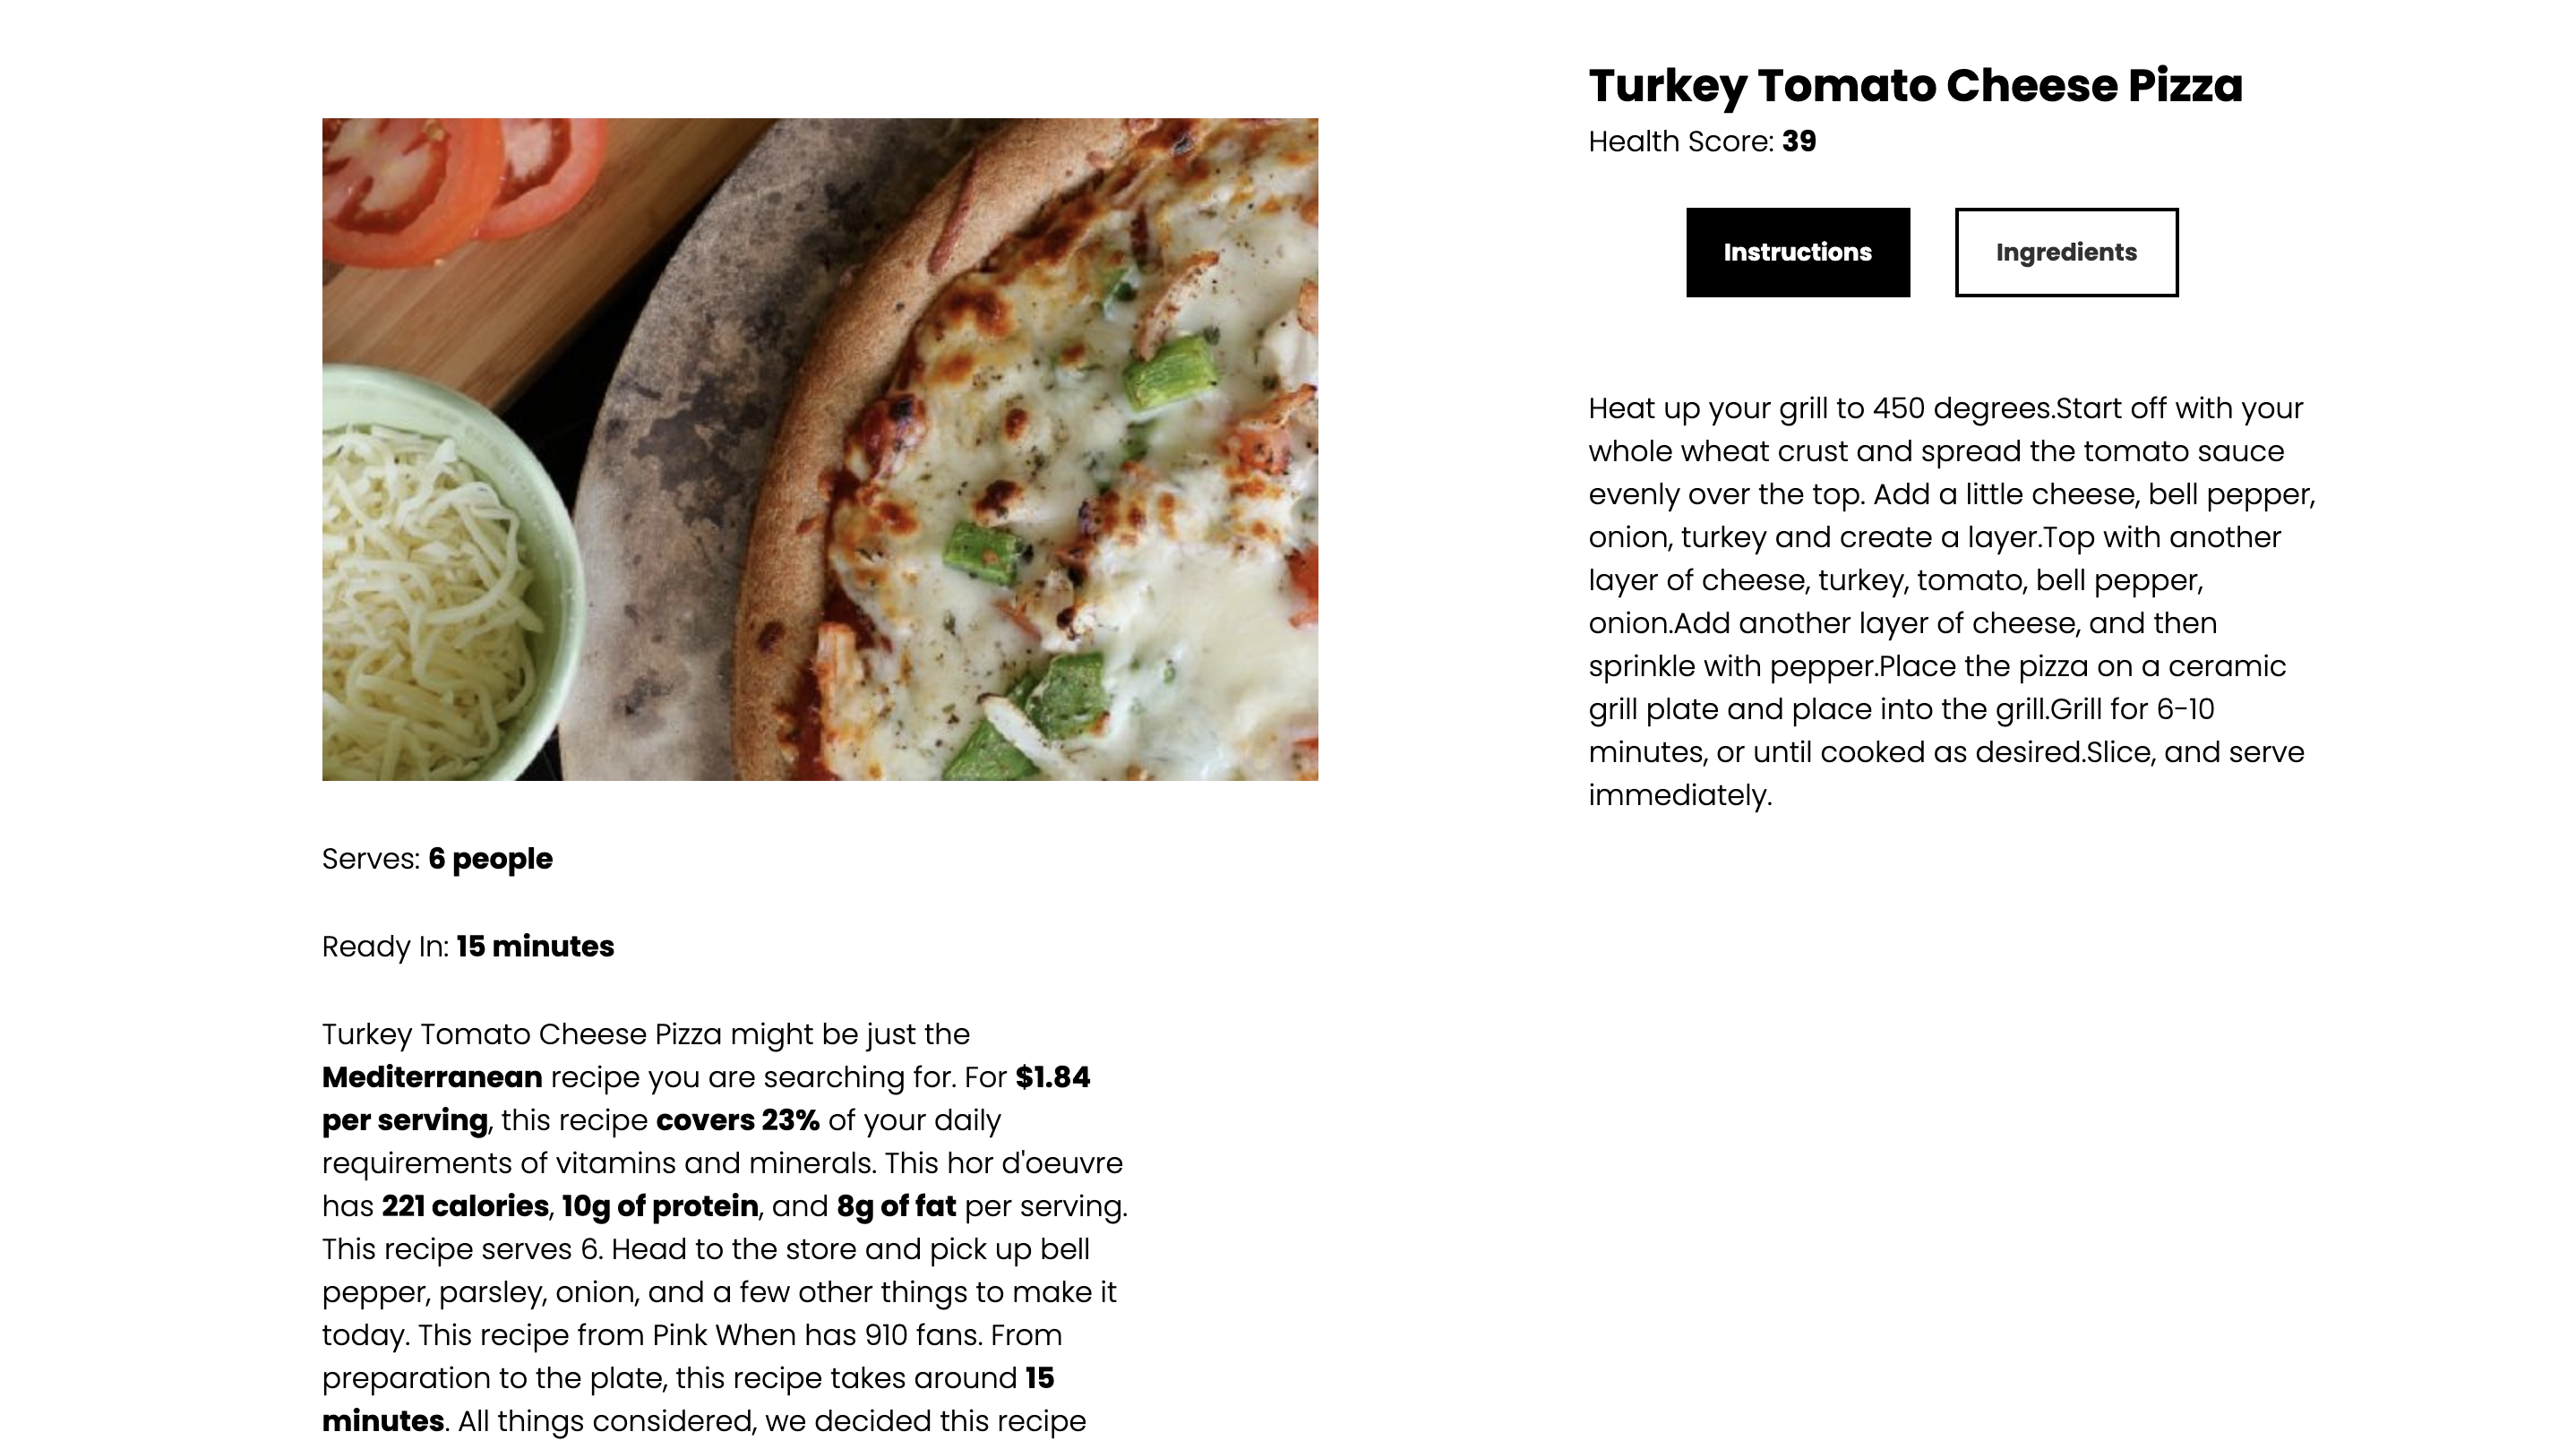 Turkey Tomato Cheese Pizza
Health Score: 39
Instructions
Ingredients
Heat up your grill to 450 degrees.Start off with your
whole wheat crust and spread the tomato sauce
evenly over the top. Add a little cheese, bell pepper,
onion, turkey and create a layer.Top with another
layer of cheese, turkey, tomato, bell pepper,
onion.Add another layer of cheese, and then
sprinkle with pepper.Place the pizza on a ceramic
grill plate and place into the grill.Grill for 6-10
minutes, or until cooked as desired.Slice, and serve
immediately.
Serves: 6 people
Ready In: 15 minutes
Turkey Tomato Cheese Pizza might be just the
Mediterranean recipe you are searching for. For $1.84
per serving, this recipe covers 23% of your daily
requirements of vitamins and minerals. This hor d'oeuvre
has 221 calories, 10g of protein, and 8g of fat per serving.
This recipe serves 6. Head to the store and pick up bell
pepper, parsley, onion, and a few other things to make it
today. This recipe from Pink When has 910 fans. From
preparation to the plate, this recipe takes around 15
minutes. All things considered, we decided this recipe